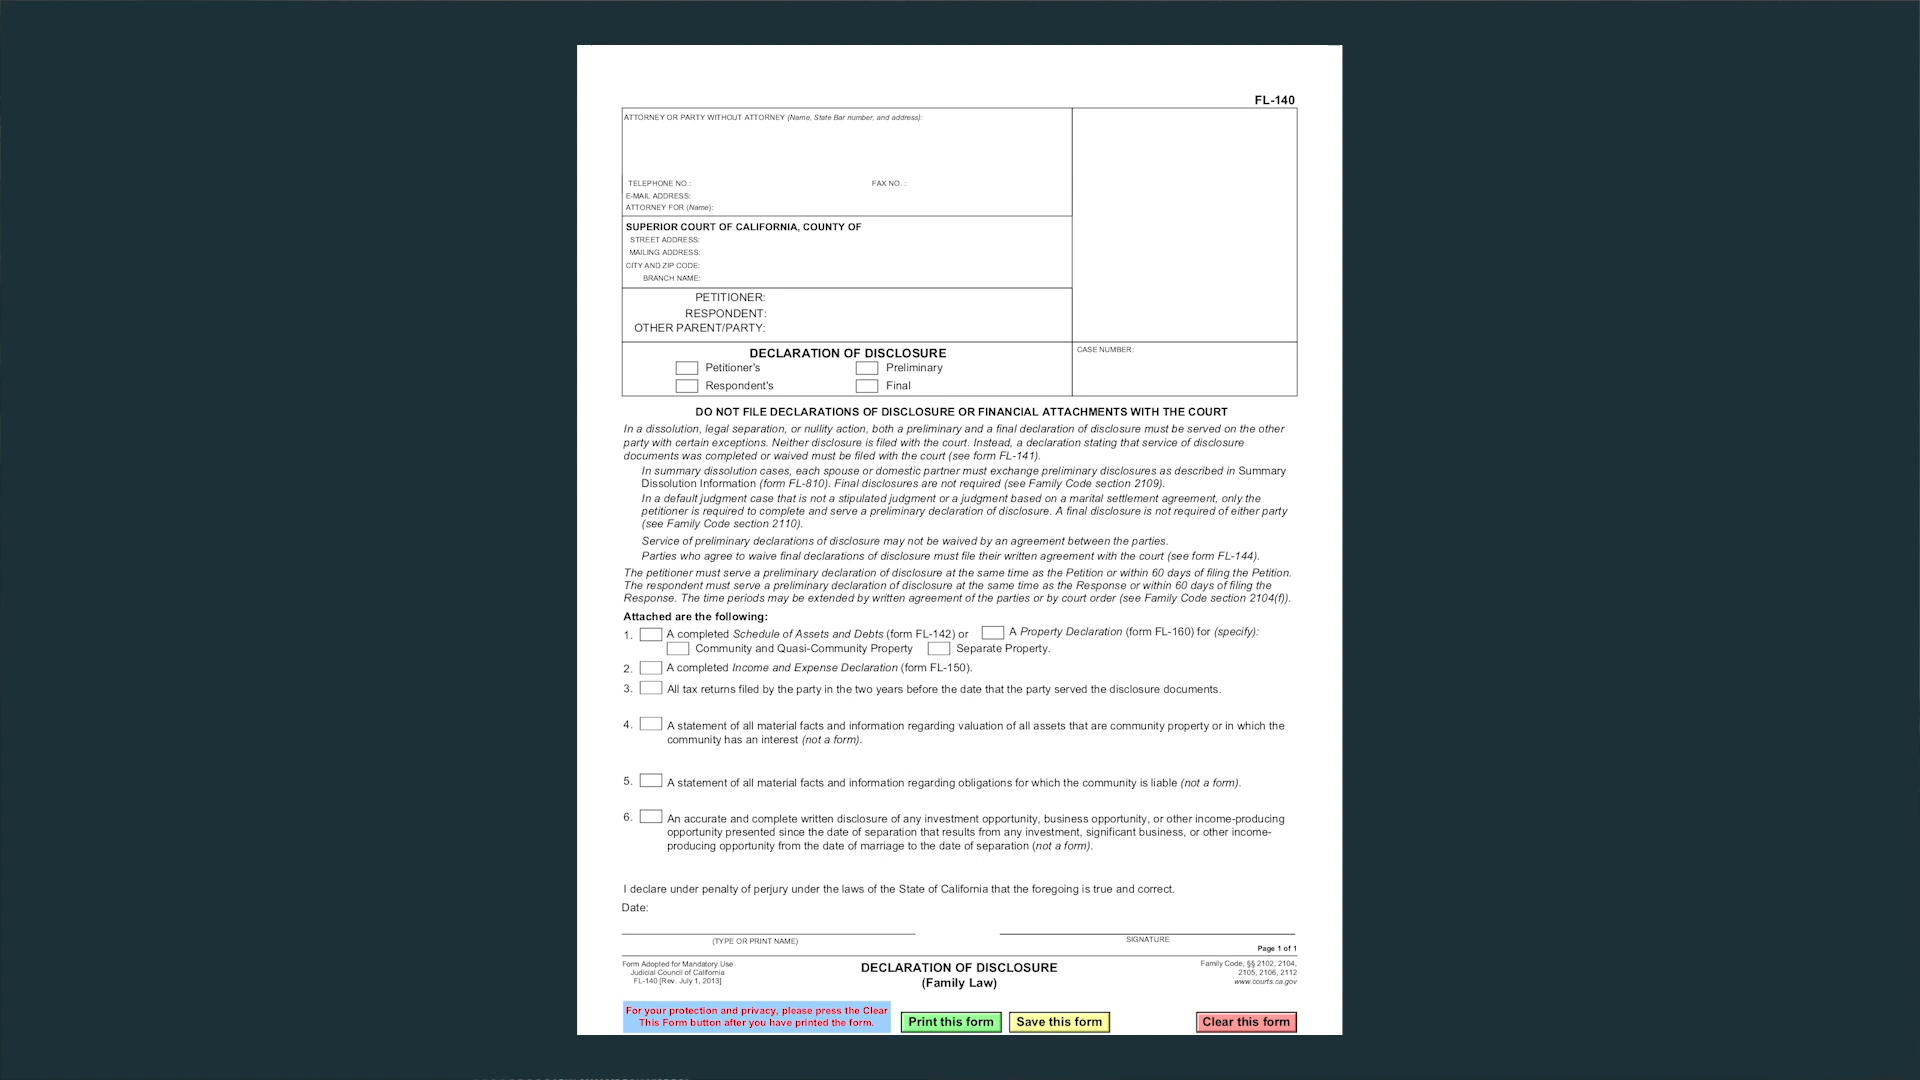 FL-140
ATTORNEY OR PARTY WITHOUT ATTORNEY (Name, State Bar number, and address):
TELEPHONE NO.: FAX NO. :
E-MAIL ADDRESS:
ATTORNEY FOR (Name):
SUPERIOR COURT OF CALIFORNIA, COUNTY OF
STREET ADDRESS:
MAILING ADDRESS:
CITY AND ZIP CODE:
BRANCH NAME:
PETITIONER:
RESPONDENT:
OTHER PARENT/PARTY:
DECLARATION OF DISCLOSURE
Petitioner's Preliminary
Respondent's Final
CASE NUMBER:
DO NOT FILE DECLARATIONS OF DISCLOSURE OR FINANCIAL ATTACHMENTS WITH THE COURT
In a dissolution, legal separation, or nullity action, both a preliminary and a final declaration of disclosure must be served on the other
party with certain exceptions. Neither disclosure is filed with the court. Instead, a declaration stating that service of disclosure
documents was completed or waived must be filed with the court (see form FL-141).
In summary dissolution cases, each spouse or domestic partner must exchange preliminary disclosures as described in Summary
Dissolution Information (form FL-810). Final disclosures are not required (see Family Code section 2109).
In a default judgment case that is not a stipulated judgment or a judgment based on a marital settlement agreement, only the
petitioner is required to complete and serve a preliminary declaration of disclosure. A final disclosure is not required of either party
(see Family Code section 2110).
Service of preliminary declarations of disclosure may not be waived by an agreement between the parties.
Parties who agree to waive final declarations of disclosure must file their written agreement with the court (see form FL-144).
The petitioner must serve a preliminary declaration of disclosure at the same time as the Petition or within 60 days of filing the Petition.
The respondent must serve a preliminary declaration of disclosure at the same time as the Response or within 60 days of filing the
Response. The time periods may be extended by written agreement of the parties or by court order (see Family Code section 2104(f)).
Attached are the following:
1. A completed Schedule of Assets and Debts (form FL-142) or A Property Declaration (form FL-160) for (specify):
Community and Quasi-Community Property Separate Property.
2. A completed Income and Expense Declaration (form FL-150).
3. All tax returns filed by the party in the two years before the date that the party served the disclosure documents.
4. A statement of all material facts and information regarding valuation of all assets that are community property or in which the
community has an interest (not a form).
5. A statement of all material facts and information regarding obligations for which the community is liable (not a form).
6. An accurate and complete written disclosure of any investment opportunity, business opportunity, or other income-producing
opportunity presented since the date of separation that results from any investment, significant business, or other income-
producing opportunity from the date of marriage to the date of separation (not a form).
I declare under penalty of perjury under the laws of the State of California that the foregoing is true and correct.
Date:
(TYPE OR PRINT NAME) SIGNATURE
Page 1 of 1
Form Adopted for Mandatory Use
Judicial Council of California
FL-140 [Rev. July 1, 2013]
DECLARATION OF DISCLOSURE
(Family Law)
Family Code, §§ 2102, 2104,
2105, 2106, 2112
www.courts.ca.gov
For your protection and privacy, please press the Clear
This Form button after you have printed the form.
Print this form Save this form Clear this form